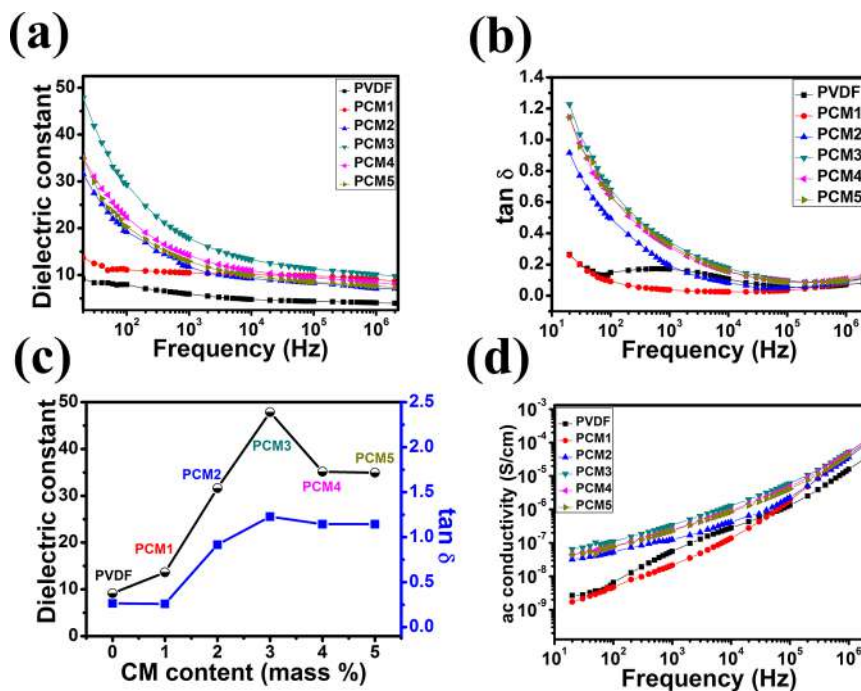 (a)
Dielectric constant
50
40
30
20
10
PVDF
PCM1
PCM2
PCM3
PCM4
PCM5
10²
10³
10⁴
10⁵
10⁶
Frequency (Hz)
(b)
tan δ
1.4
1.2
1.0
0.8
0.6
0.4
0.2
0.0
PVDF
PCM1
PCM2
PCM3
PCM4
PCM5
10¹
10²
10³
10⁴
10⁵
10⁶
Frequency (Hz)
(c)
Dielectric constant
50
40
30
20
10
0
PVDF
PCM1
PCM2
PCM3
PCM4
PCM5
2.5
2.0
1.5
1.0
0.5
0.0
tan δ
0 1 2 3 4 5
CM content (mass %)
(d)
ac conductivity (S/cm)
10⁻³
10⁻⁴
10⁻⁵
10⁻⁶
10⁻⁷
10⁻⁸
10⁻⁹
PVDF
PCM1
PCM2
PCM3
PCM4
PCM5
10¹
10²
10³
10⁴
10⁵
10⁶
Frequency (Hz)